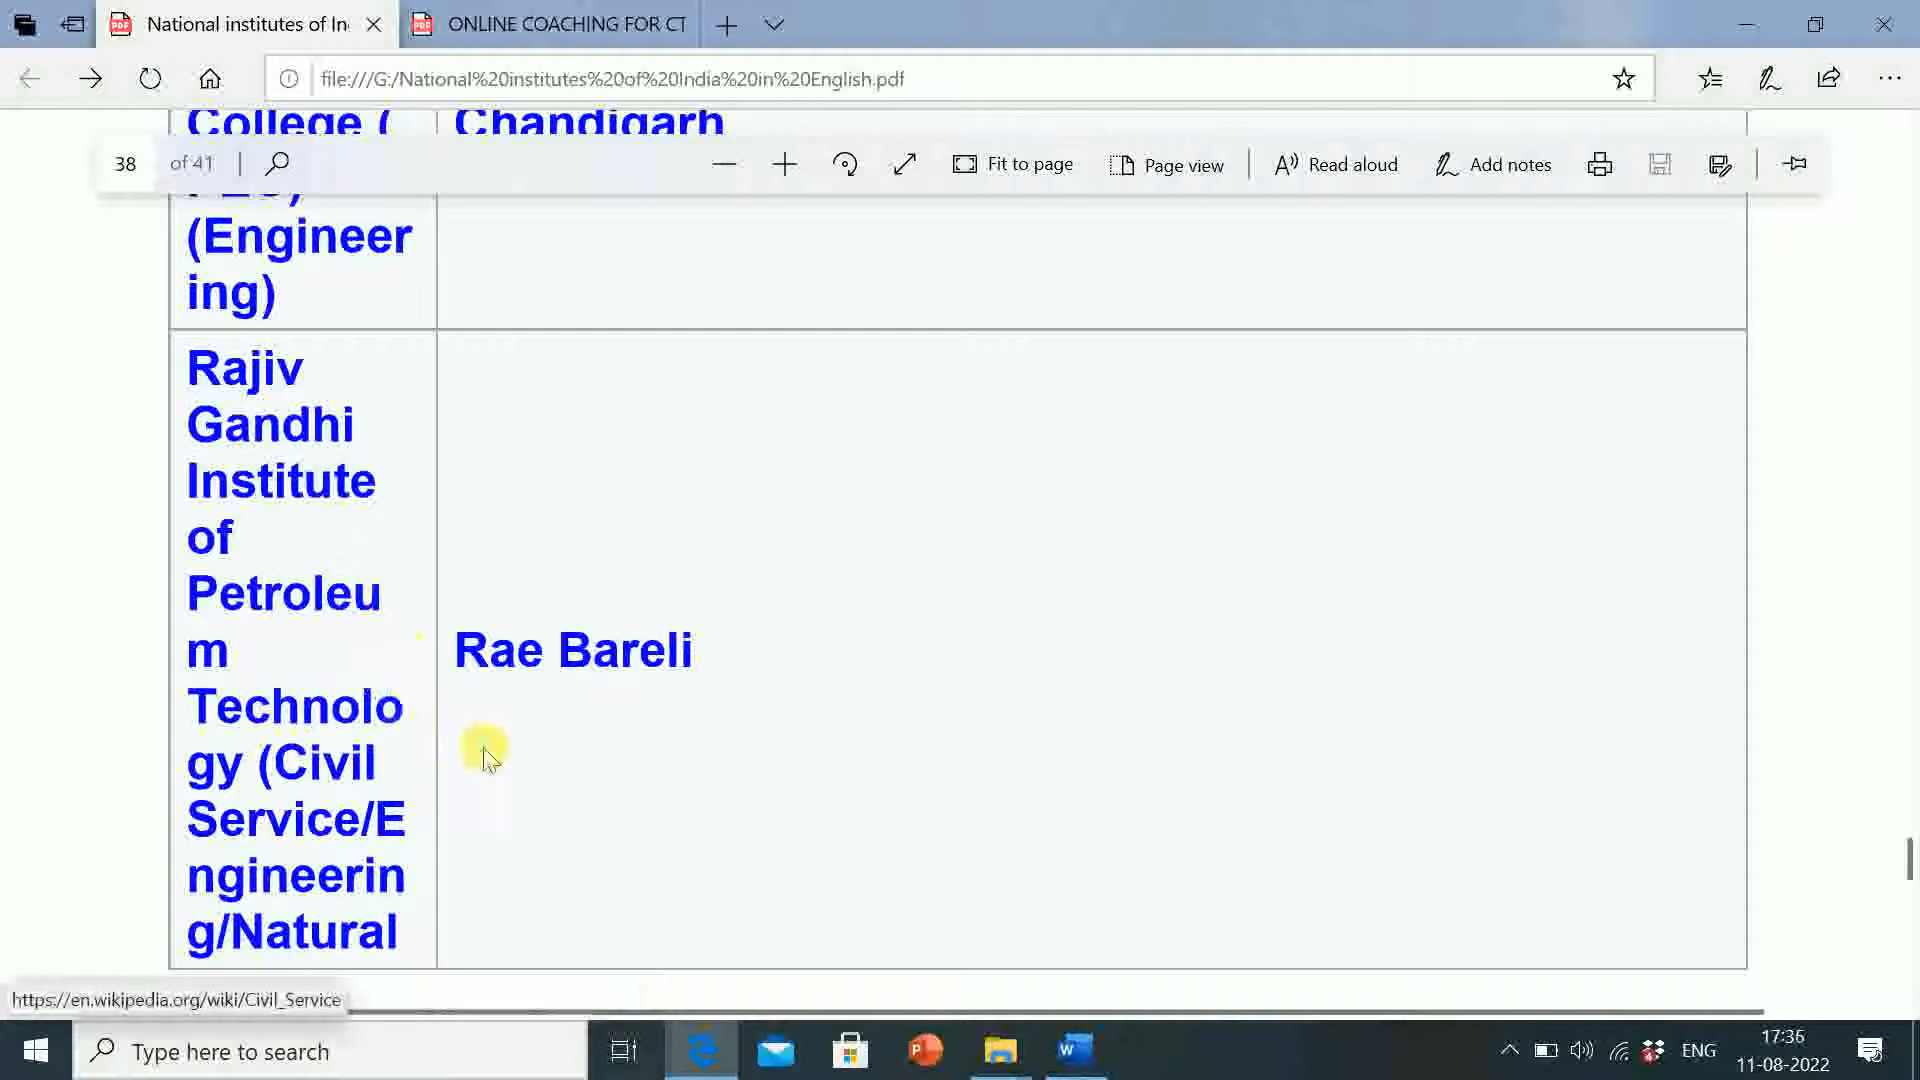 National institutes of In
ONLINE COACHING FOR CT
file:///G:/National%20institutes%20of%20India%20in%20English.pdf
College (
Chandigarh
38 of 41
Fit to page
Page view
Read aloud
Add notes
(Engineer
ing)
Rajiv
Gandhi
Institute
of
Petroleu
m
Technolo
gy (Civil
Service/E
ngineerin
g/Natural
Rae Bareli
https://en.wikipedia.org/wiki/Civil_Service
Type here to search
ENG
17:36
11-08-2022